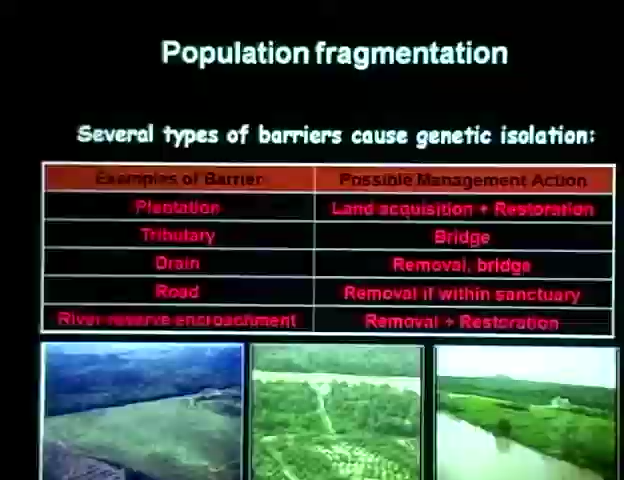 Population fragmentation
Several types of barriers cause genetic isolation:
Examples of Barrier Possible Management Action
Plantation Land acquisition + Restoration
Tributary Bridge
Drain Removal, bridge
Road Removal if within sanctuary
River reserve encroachment Removal + Restoration